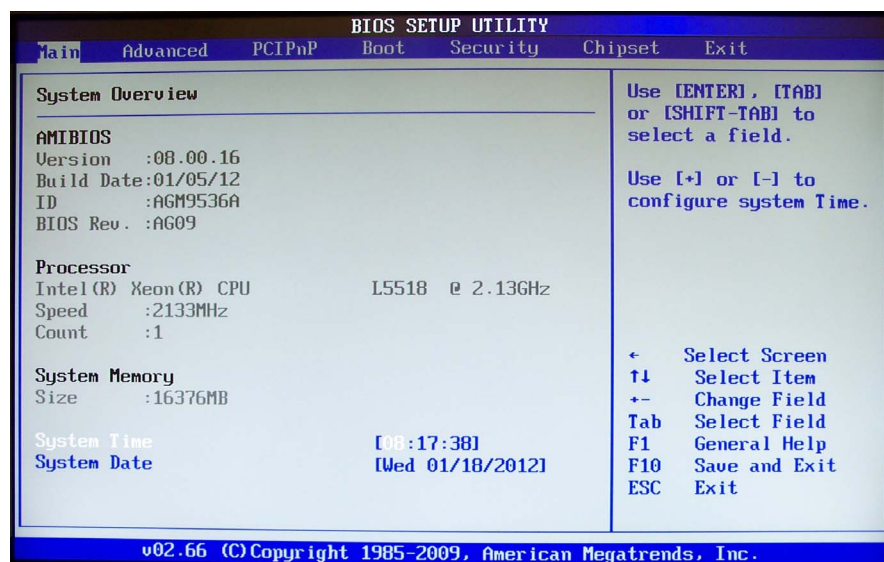 BIOS SETUP UTILITY
Main Advanced PCIPnP Boot Security Chipset Exit
System Overview
AMIBIOS
Version :08.00.16
Build Date:01/05/12
ID :AGM9536A
BIOS Rev. :AG09
Processor
Intel(R) Xeon(R) CPU L5518 @ 2.13GHz
Speed :2133MHz
Count :1
System Memory
Size :16376MB
System Time [08:17:38]
System Date [Wed 01/18/2012]
Use [ENTER], [TAB]
or [SHIFT-TAB] to
select a field.
Use [+] or [-] to
configure system Time.
← Select Screen
↑↓ Select Item
+- Change Field
Tab Select Field
F1 General Help
F10 Save and Exit
ESC Exit
v02.66 (C)Copyright 1985-2009, American Megatrends, Inc.